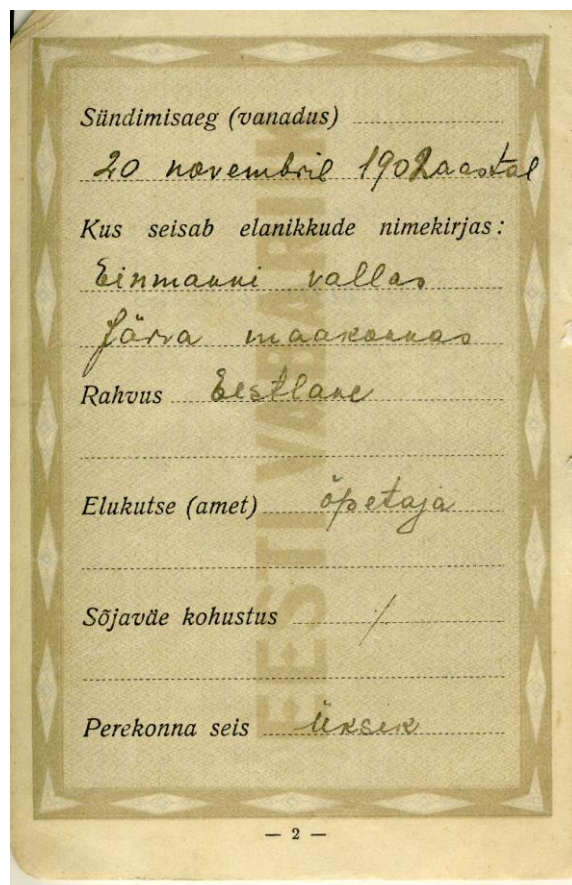 Sündimisaeg (vanadus)
20 novembril 1902 aastal
Kus seisab elanikkude nimekirjas:
Einmanni vallas
Järva maakonnas
Rahvus Eestlane
Elukutse (amet) õpetaja
Sõjaväe kohustus /
Perekonna seis üksik
EESTI VABARIIK
— 2 —